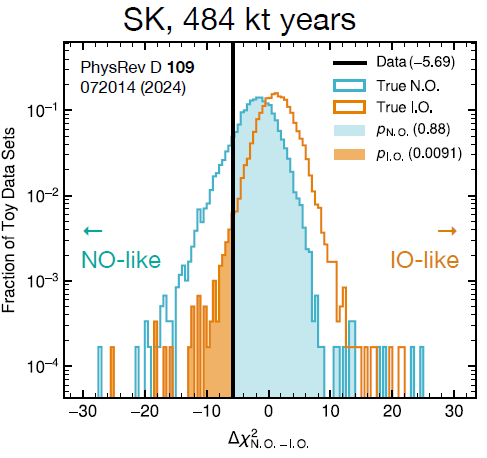 SK, 484 kt years
PhysRev D 109
072014 (2024)
Data (−5.69)
True N.O.
True I.O.
pN.O. (0.88)
pI.O. (0.0091)
← →
NO-like IO-like
Fraction of Toy Data Sets
10⁻¹
10⁻²
10⁻³
10⁻⁴
−30 −20 −10 0 10 20 30
Δχ²N.O.−I.O.